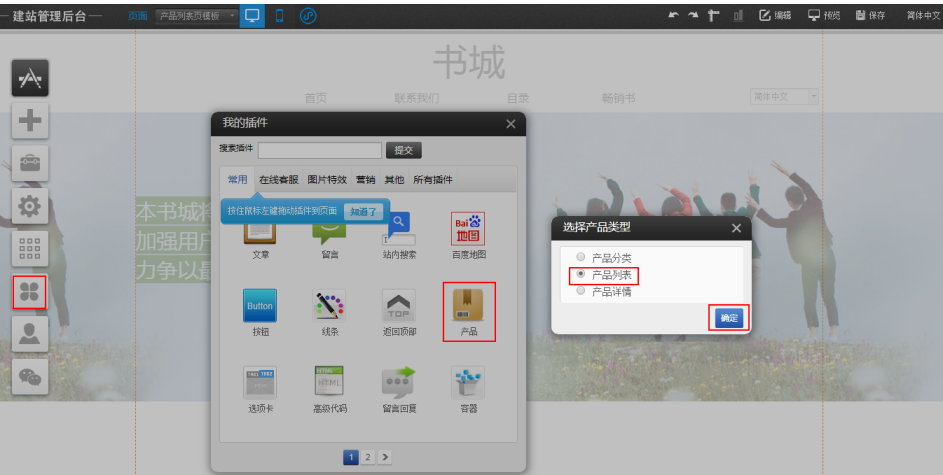 建站管理后台
页面 产品列表页模板
编辑 预览 保存 简体中文
书城
首页 联系我们 目录 畅销书 简体中文
我的插件
搜索插件 提交
常用 在线客服 图片特效 营销 其他 所有插件
按住鼠标左键拖动插件到页面 知道了
本书城将
加强用户
力争以最
Bai 地图
文章 留言 站内搜索 百度地图
Button
TOP
按钮 线条 返回顶部 产品
TAB1 TAB2
HTML
选项卡 高级代码 留言回复 容器
1 2
选择产品类型
产品分类
产品列表
产品详情
确定